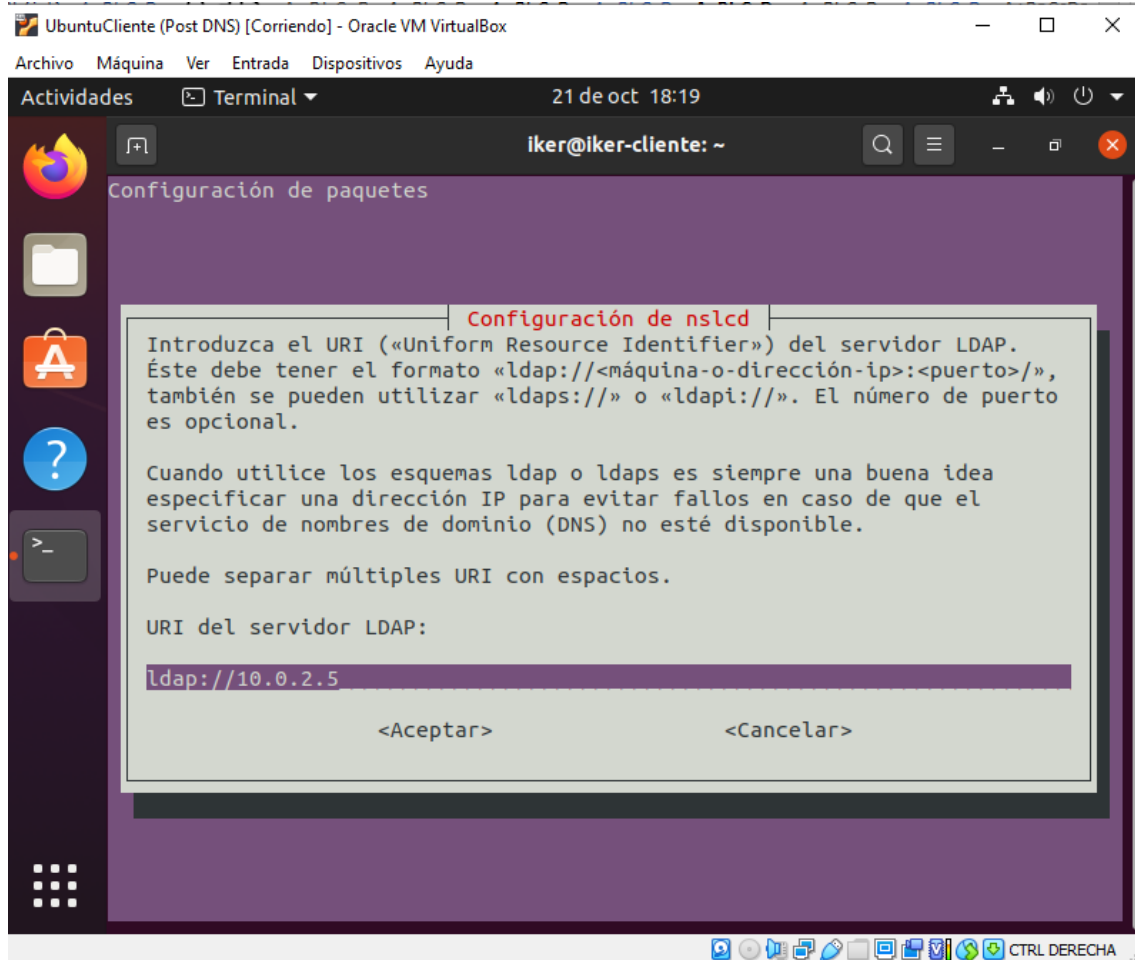 UbuntuCliente (Post DNS) [Corriendo] - Oracle VM VirtualBox
Archivo Máquina Ver Entrada Dispositivos Ayuda
Actividades Terminal 21 de oct 18:19
iker@iker-cliente: ~
Configuración de paquetes
Configuración de nslcd
Introduzca el URI («Uniform Resource Identifier») del servidor LDAP.
Éste debe tener el formato «ldap://<máquina-o-dirección-ip>:<puerto>/»,
también se pueden utilizar «ldaps://» o «ldapi://». El número de puerto
es opcional.
Cuando utilice los esquemas ldap o ldaps es siempre una buena idea
especificar una dirección IP para evitar fallos en caso de que el
servicio de nombres de dominio (DNS) no esté disponible.
Puede separar múltiples URI con espacios.
URI del servidor LDAP:
ldap://10.0.2.5
<Aceptar> <Cancelar>
CTRL DERECHA